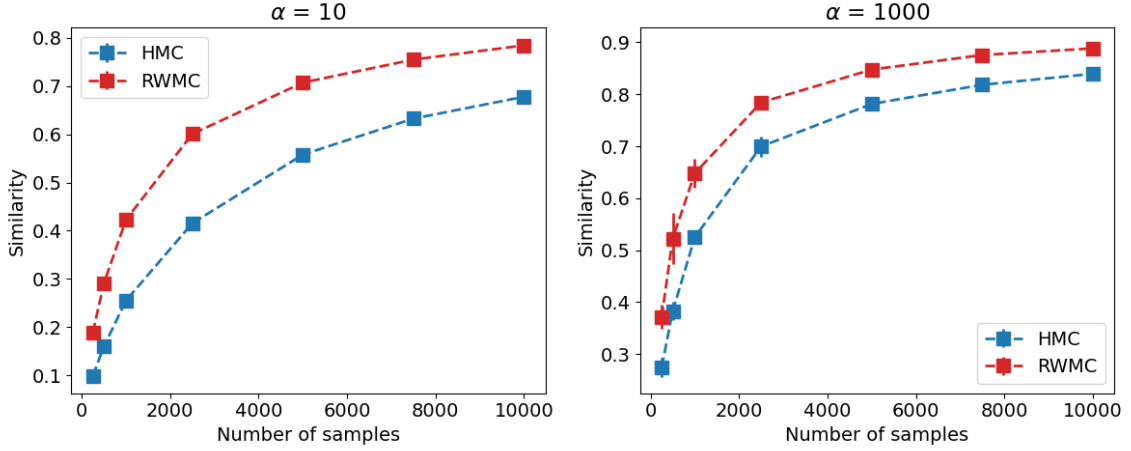 α = 10
0.8
0.7
0.6
0.5
0.4
0.3
0.2
0.1
Similarity
HMC
RWMC
0 2000 4000 6000 8000 10000
Number of samples
α = 1000
0.9
0.8
0.7
0.6
0.5
0.4
0.3
Similarity
HMC
RWMC
0 2000 4000 6000 8000 10000
Number of samples